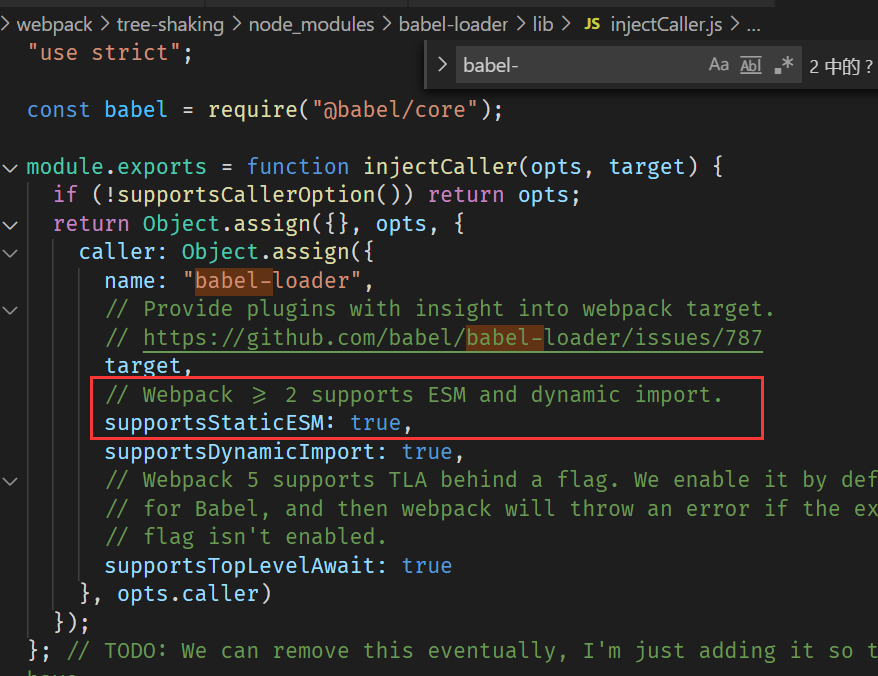 webpack > tree-shaking > node_modules > babel-loader > lib > JS injectCaller.js > ...
babel- Aa Abl .* 2 中的 ?
"use strict";
const babel = require("@babel/core");
module.exports = function injectCaller(opts, target) {
if (!supportsCallerOption()) return opts;
return Object.assign({}, opts, {
caller: Object.assign({
name: "babel-loader",
// Provide plugins with insight into webpack target.
// https://github.com/babel/babel-loader/issues/787
target,
// Webpack >= 2 supports ESM and dynamic import.
supportsStaticESM: true,
supportsDynamicImport: true,
// Webpack 5 supports TLA behind a flag. We enable it by def
// for Babel, and then webpack will throw an error if the ex
// flag isn't enabled.
supportsTopLevelAwait: true
}, opts.caller)
});
}; // TODO: We can remove this eventually, I'm just adding it so t